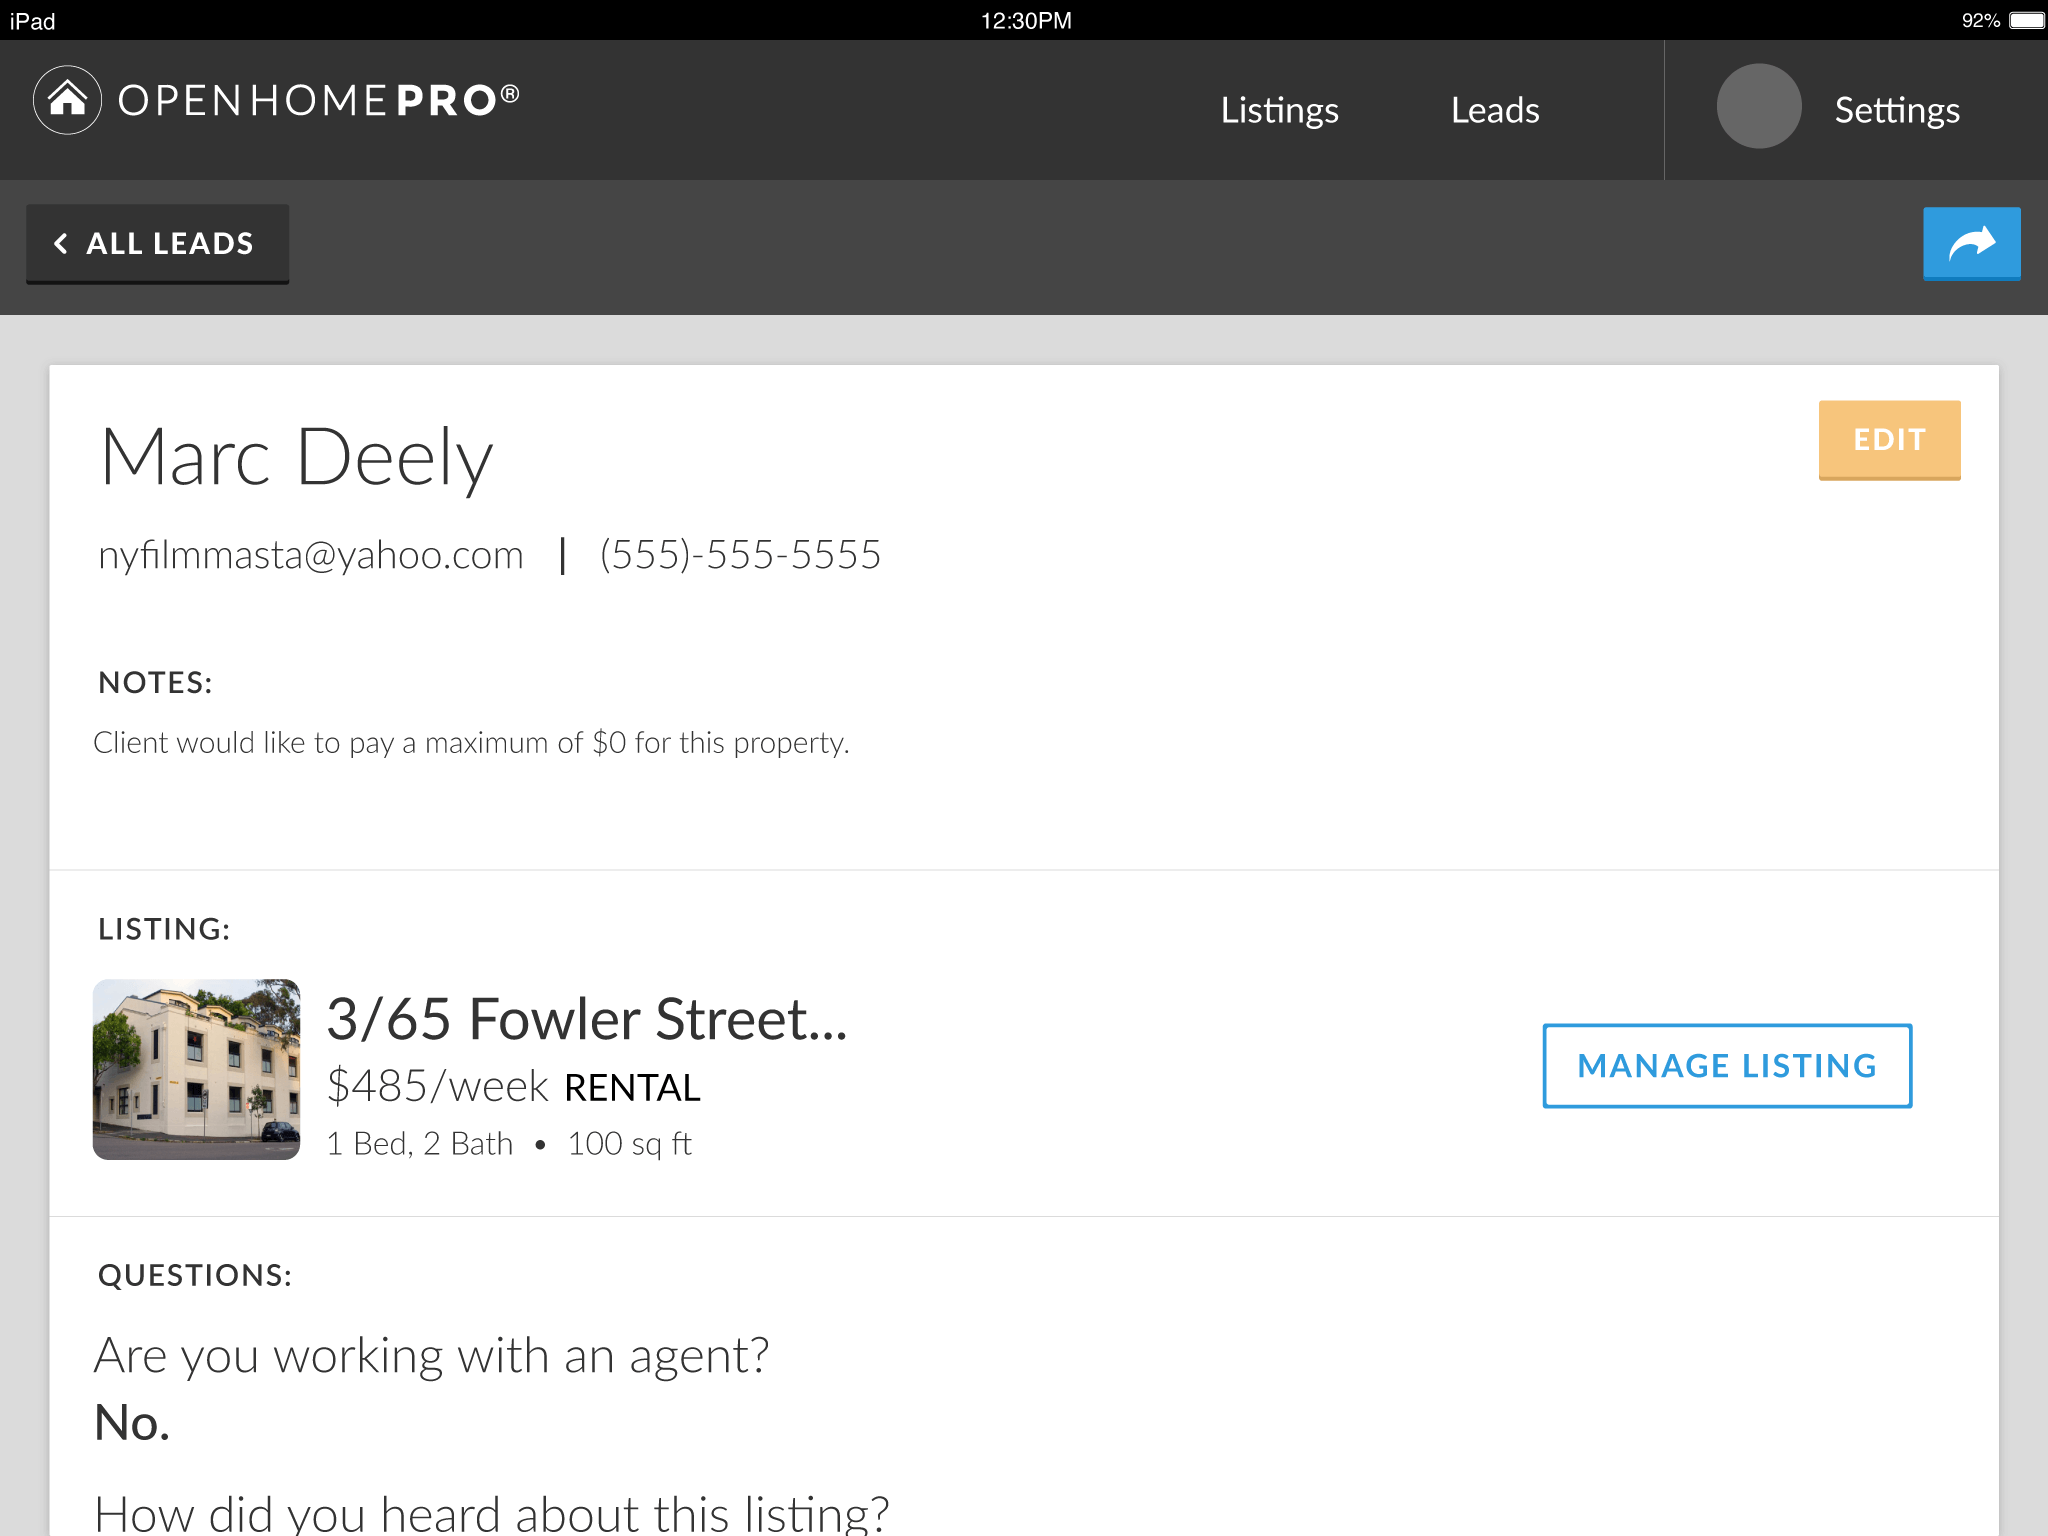 iPad 12:30PM 92%
OPENHOMEPRO® Listings Leads Settings
ALL LEADS
Marc Deely
EDIT
nyfilmmasta@yahoo.com | (555)-555-5555
NOTES:
Client would like to pay a maximum of $0 for this property.
LISTING:
3/65 Fowler Street...
$485/week RENTAL
1 Bed, 2 Bath • 100 sq ft
MANAGE LISTING
QUESTIONS:
Are you working with an agent?
No.
How did you heard about this listing?